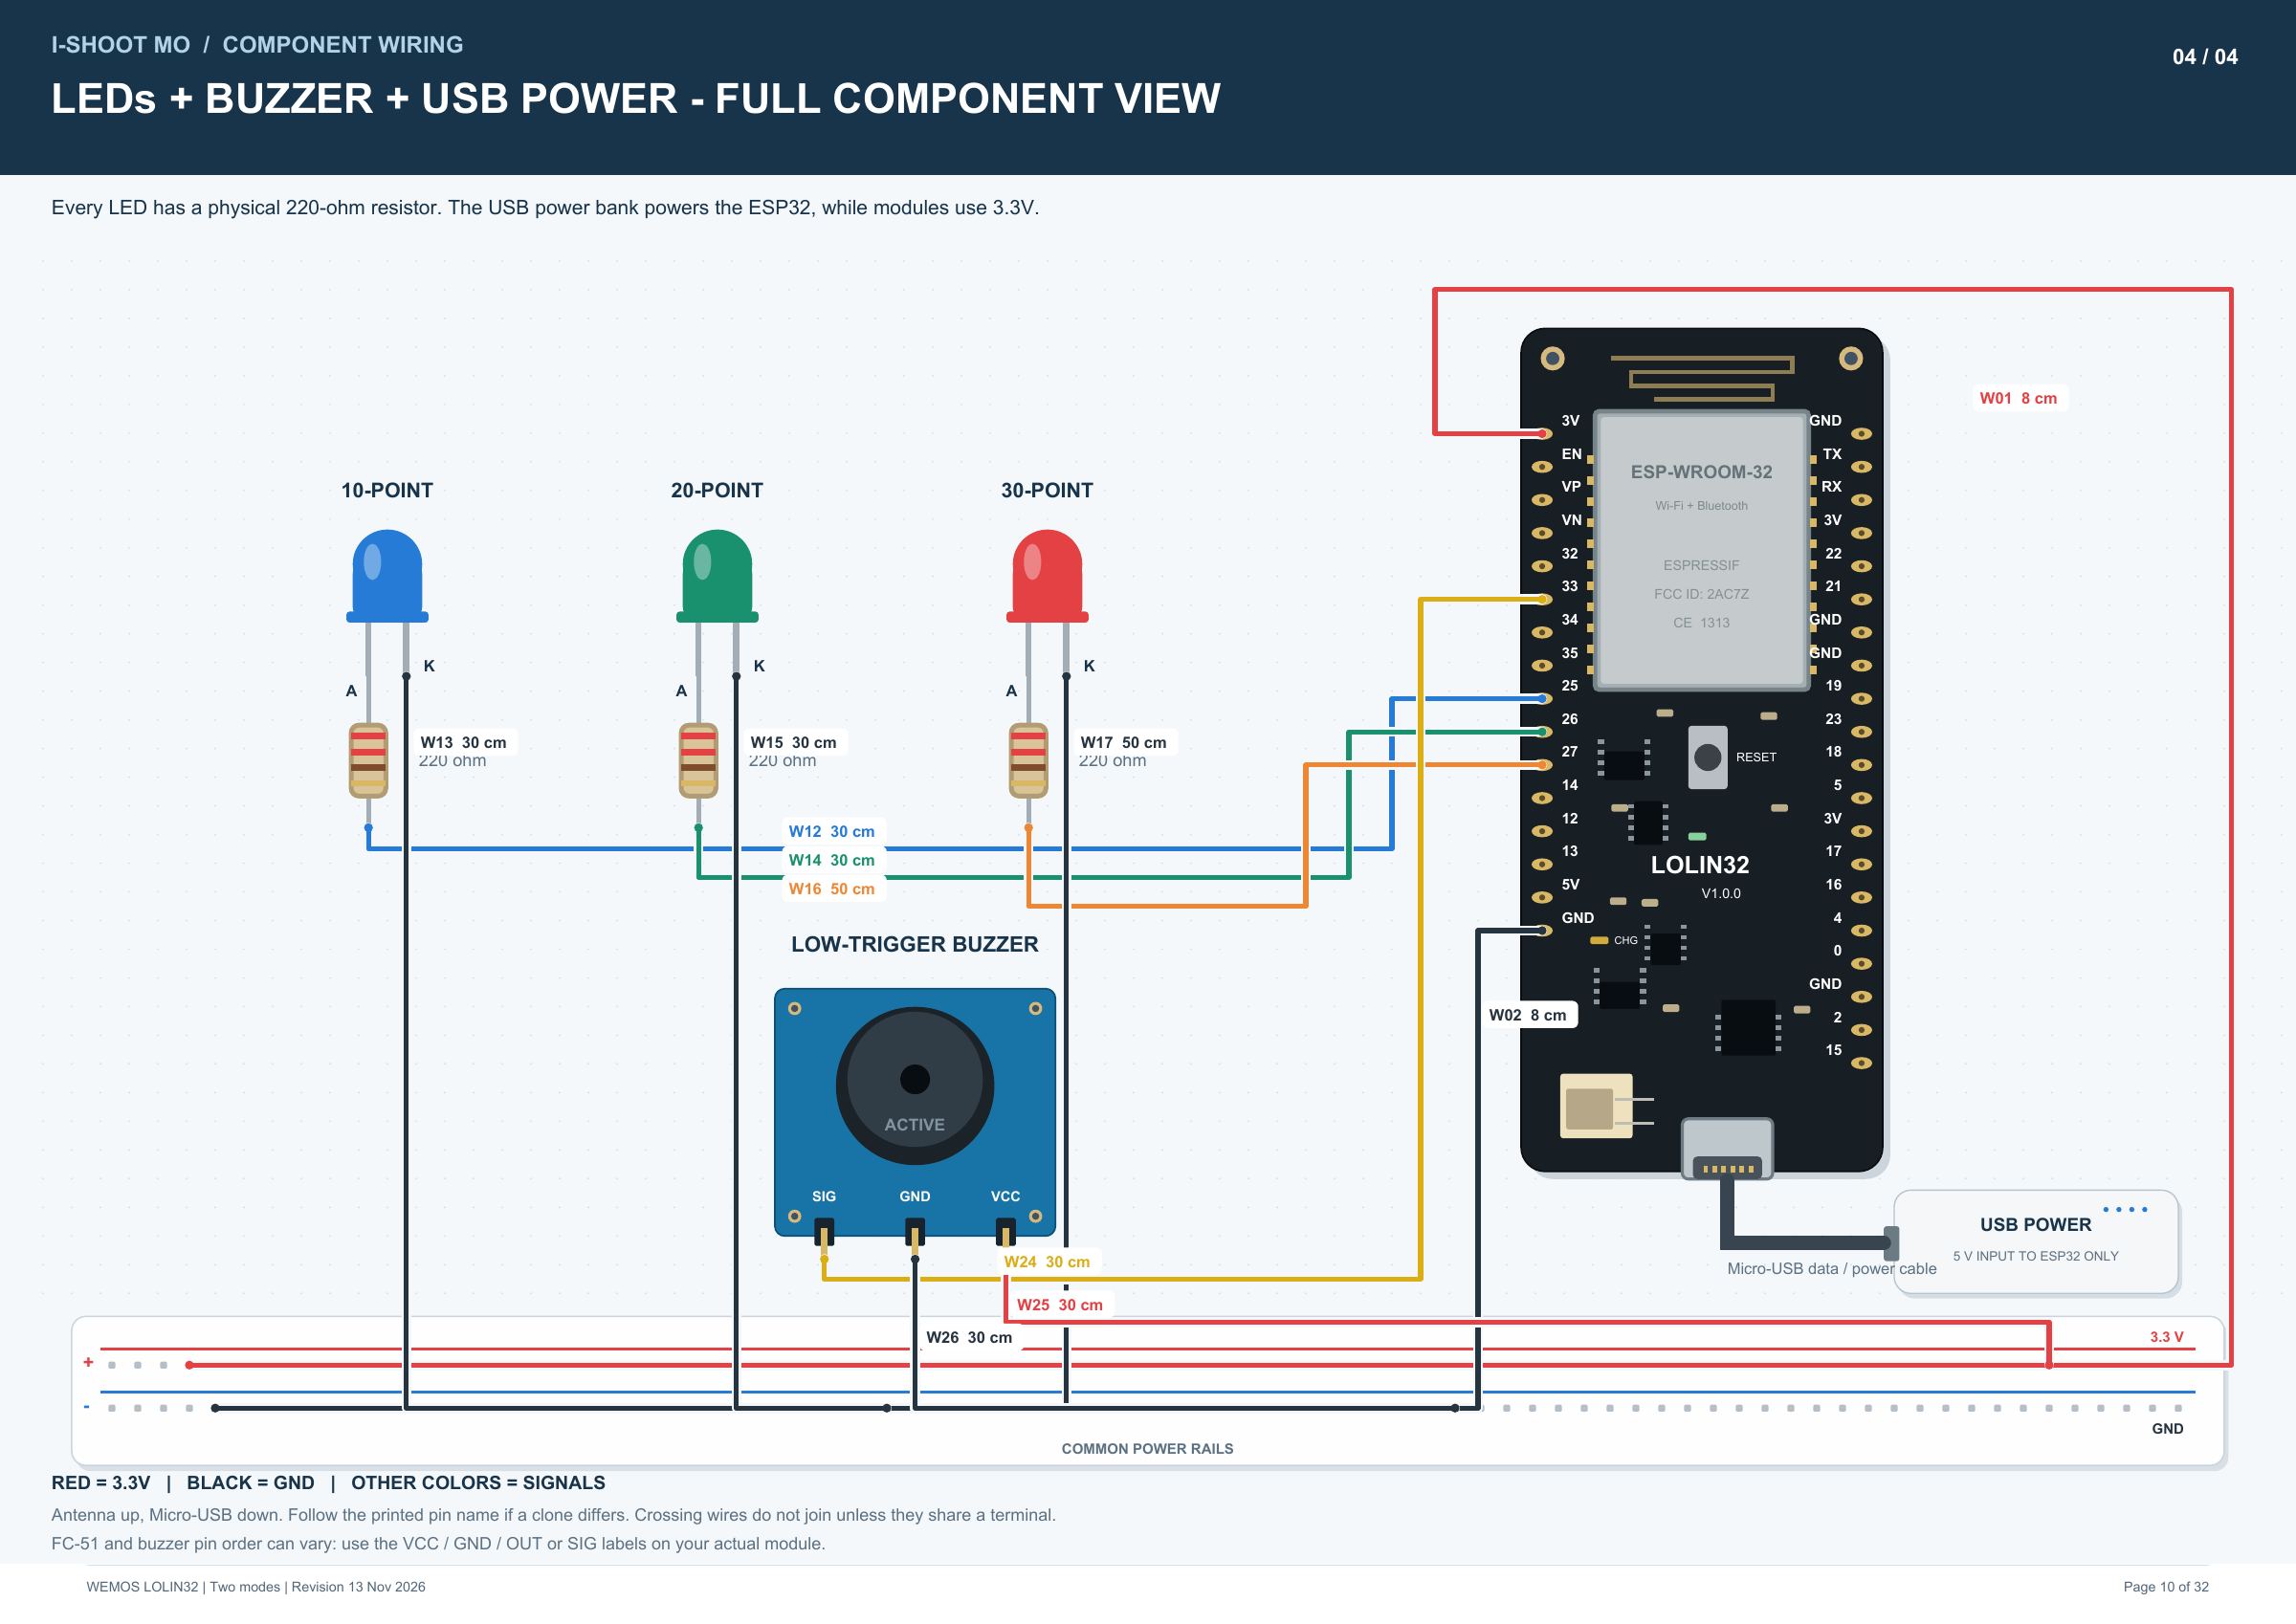 I-SHOOT MO / COMPONENT WIRING
04 / 04
LEDs + BUZZER + USB POWER - FULL COMPONENT VIEW
Every LED has a physical 220-ohm resistor. The USB power bank powers the ESP32, while modules use 3.3V.
W01 8 cm
10-POINT
20-POINT
30-POINT
K
A
K
A
K
A
W13 30 cm
220 ohm
W15 30 cm
220 ohm
W17 50 cm
220 ohm
W12 30 cm
W14 30 cm
W16 50 cm
3V
EN
VP
VN
32
33
34
35
25
26
27
14
12
13
5V
GND
ESP-WROOM-32
Wi-Fi + Bluetooth
ESPRESSIF
FCC ID: 2AC7Z
CE 1313
RESET
LOLIN32
V1.0.0
CHG
GND
TX
RX
3V
22
21
GND
GND
19
23
18
5
3V
17
16
4
0
GND
2
15
LOW-TRIGGER BUZZER
ACTIVE
SIG
GND
VCC
W02 8 cm
W24 30 cm
W25 30 cm
W26 30 cm
USB POWER
5 V INPUT TO ESP32 ONLY
Micro-USB data / power cable
+
3.3 V
-
GND
COMMON POWER RAILS
RED = 3.3V | BLACK = GND | OTHER COLORS = SIGNALS
Antenna up, Micro-USB down. Follow the printed pin name if a clone differs. Crossing wires do not join unless they share a terminal.
FC-51 and buzzer pin order can vary: use the VCC / GND / OUT or SIG labels on your actual module.
WEMOS LOLIN32 | Two modes | Revision 13 Nov 2026
Page 10 of 32